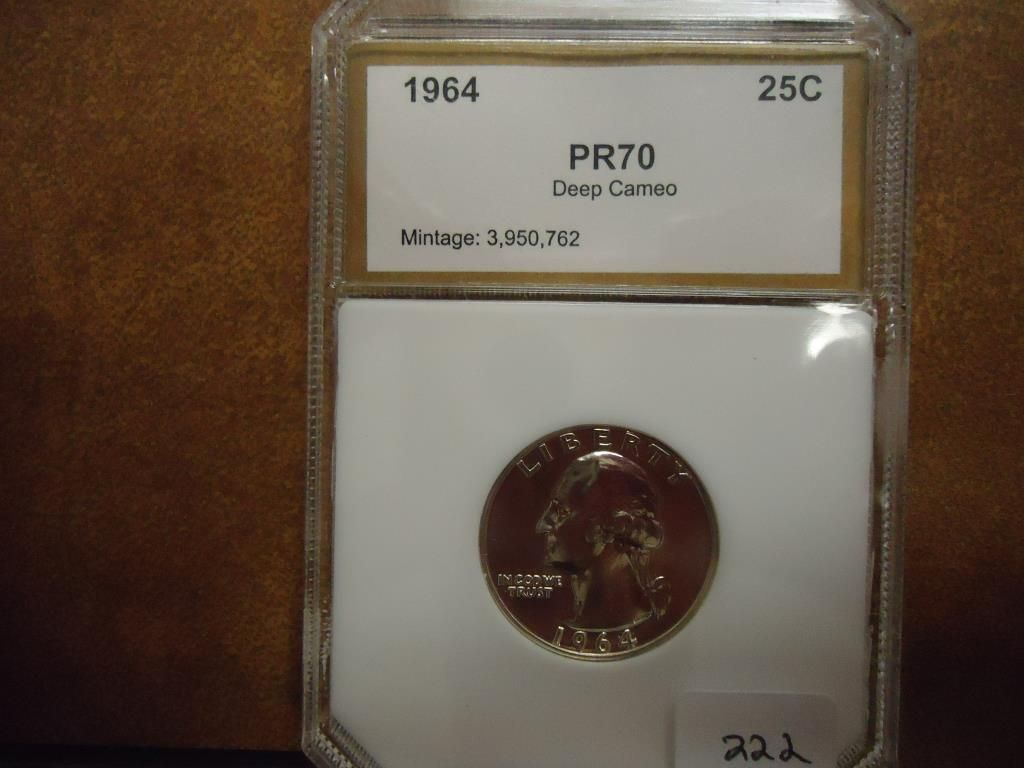 1964 25C
PR70
Deep Cameo
Mintage: 3,950,762
LIBERTY
IN GOD WE
TRUST
1964
222